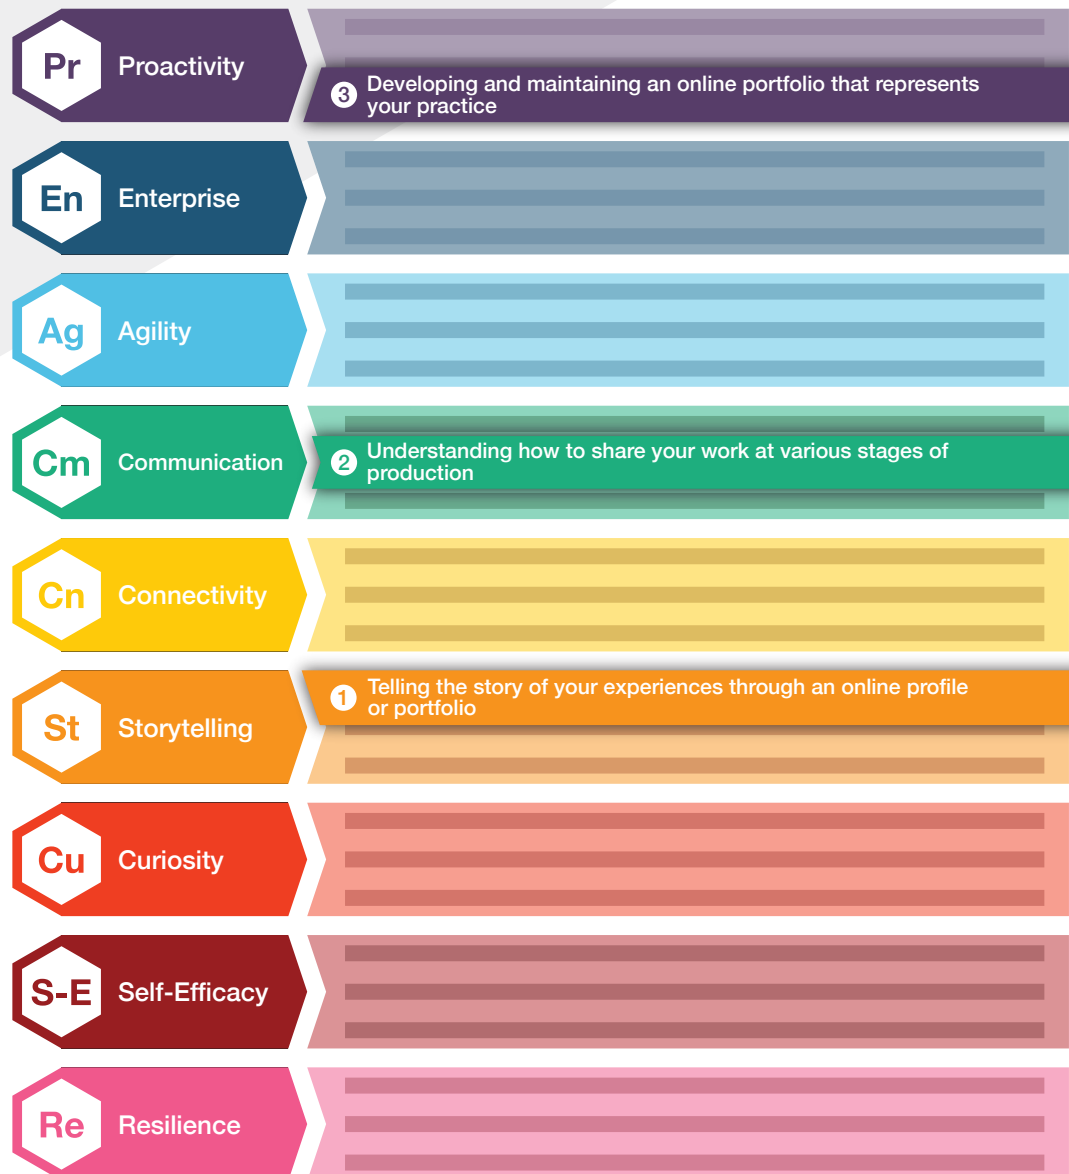 Pr Proactivity
3 Developing and maintaining an online portfolio that represents
your practice
En Enterprise
Ag Agility
Cm Communication
2 Understanding how to share your work at various stages of
production
Cn Connectivity
1 Telling the story of your experiences through an online profile
or portfolio
St Storytelling
Cu Curiosity
S-E Self-Efficacy
Re Resilience